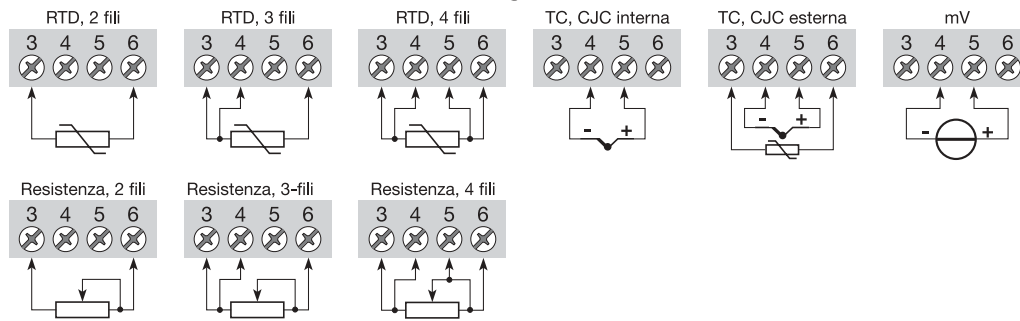 RTD, 2 fili RTD, 3 fili RTD, 4 fili TC, CJC interna TC, CJC esterna mV
3 4 5 6 3 4 5 6 3 4 5 6 3 4 5 6 3 4 5 6 3 4 5 6
- + - + - +
Resistenza, 2 fili Resistenza, 3-fili Resistenza, 4 fili
3 4 5 6 3 4 5 6 3 4 5 6